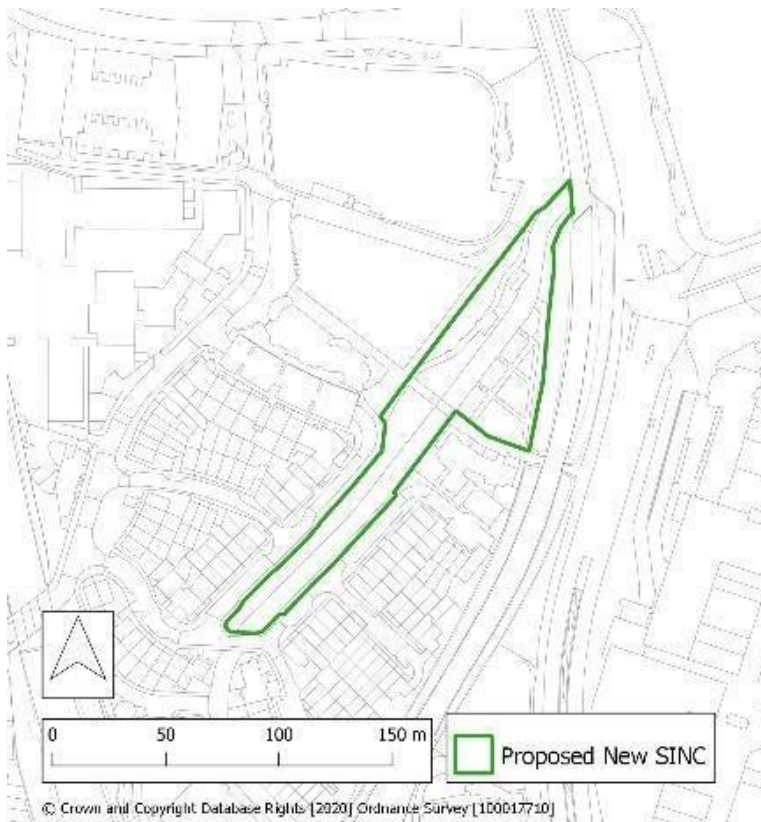 0 50 100 150 m
Proposed New SINC
© Crown and Copyright Database Rights [2020] Ordnance Survey [100017710]